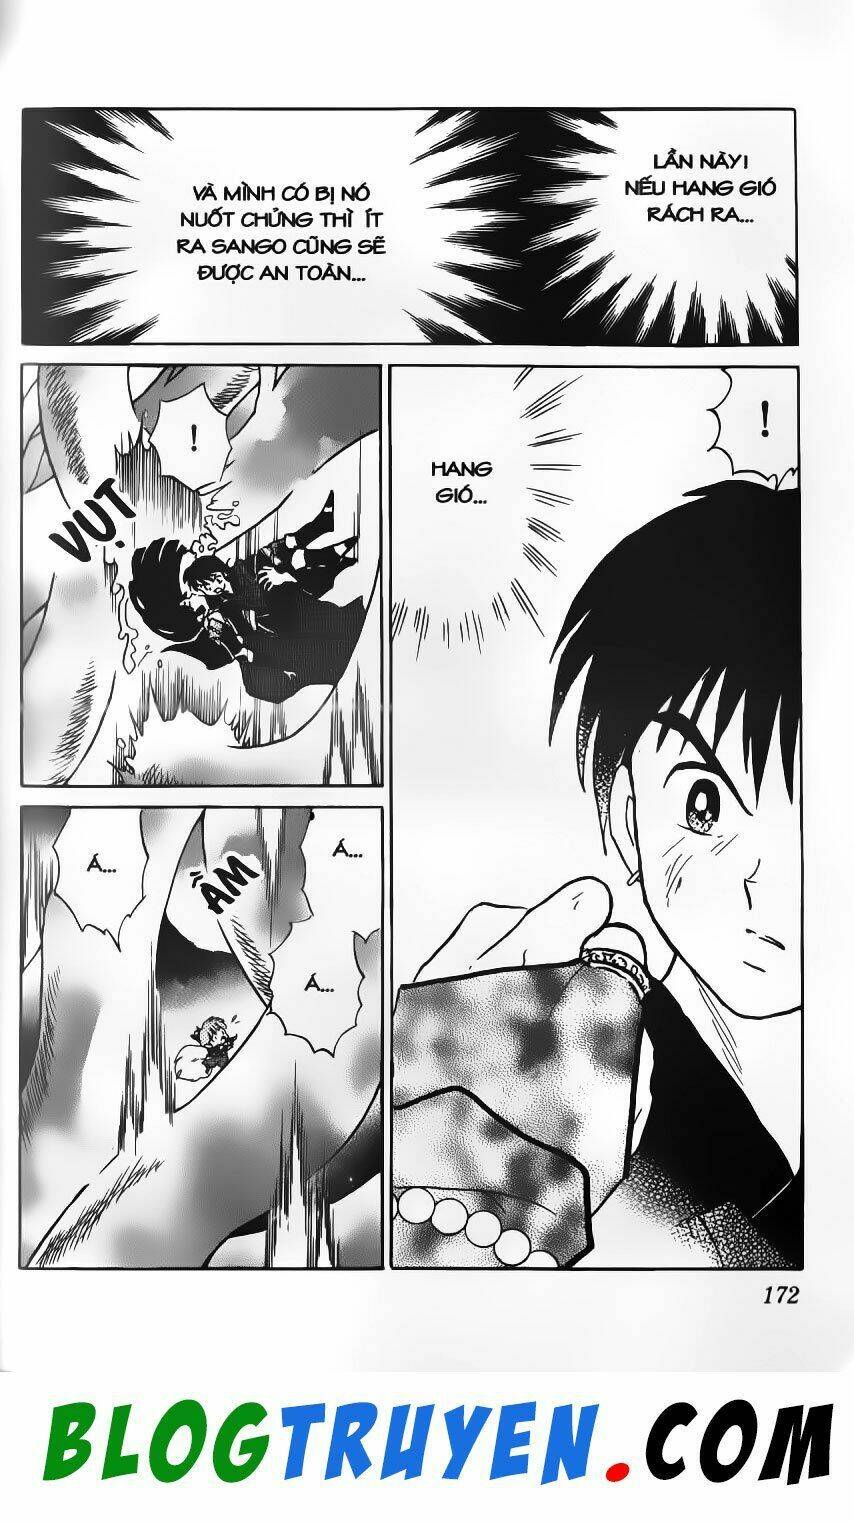 LẦN NÀY!
NẾU HANG GIÓ
RÁCH RA...
VÀ MÌNH CÓ BỊ NÓ
NUỐT CHỬNG THÌ ÍT
RA SANGO CŨNG SẼ
ĐƯỢC AN TOÀN...
!
HANG
GIÓ...
!
VỤT
Á...
Á...
ẦM
Á...
172
BLOGTRUYEN.COM